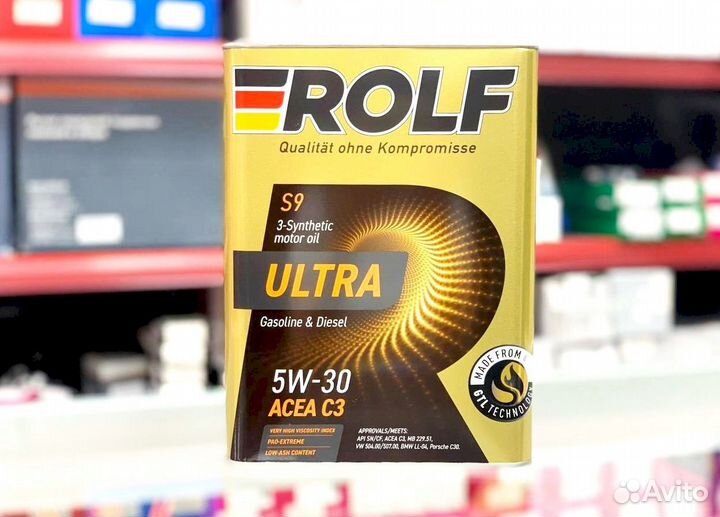 ROLF
Qualität ohne Kompromisse
S9
3-Synthetic
motor oil
ULTRA
Gasoline & Diesel
5W-30
ACEA C3
VERY HIGH VISCOSITY INDEX
PAO-EXTREME
LOW-ASH CONTENT
APPROVALS/MEETS:
API SN/CF, ACEA C3, MB 229.51,
VW 504.00/507.00, BMW LL-04, Porsche C30.
MADE FROM
GTL TECHNOLOGY
Avito